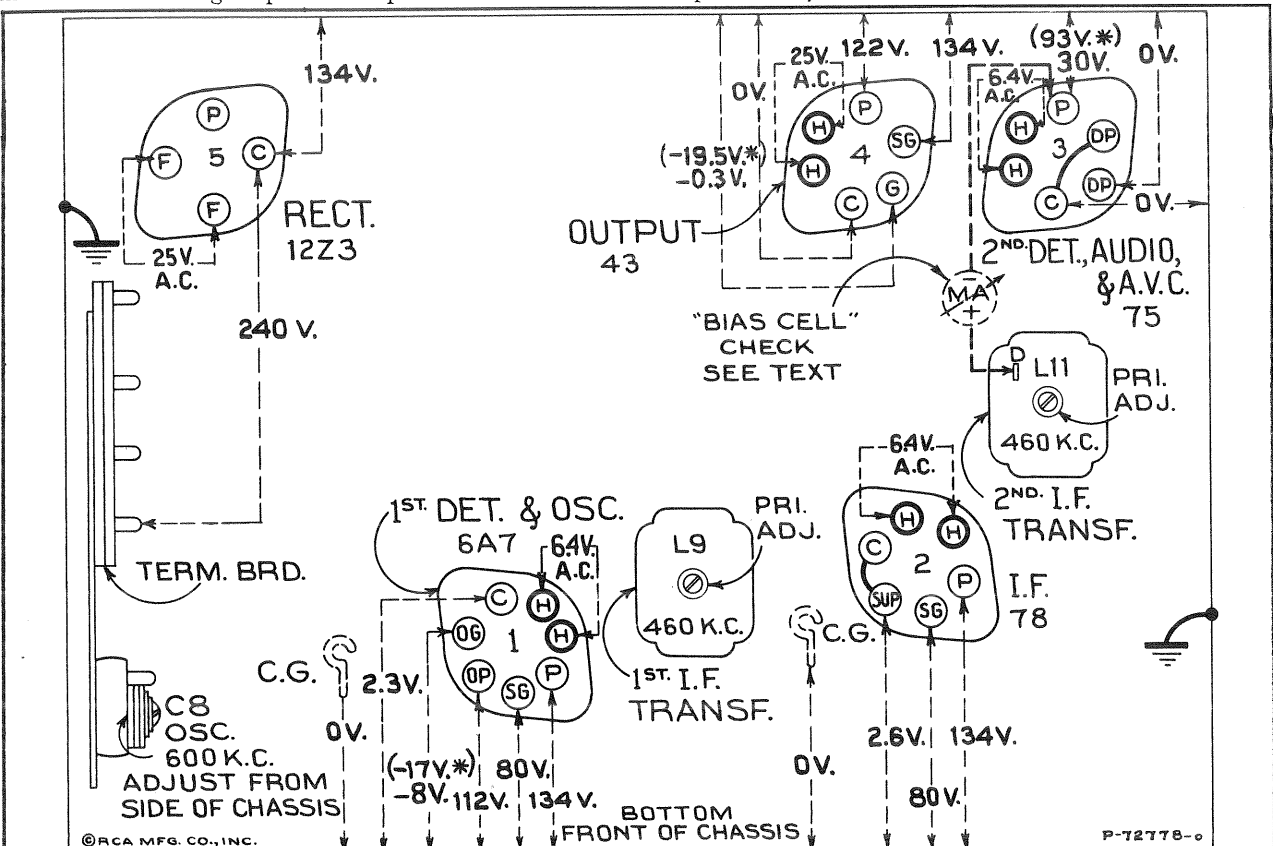 134V.
P
F
5
C
F
RECT.
12Z3
25V.
A.C.
240 V.
TERM. BRD.
C8
OSC.
600 K.C.
ADJUST FROM
SIDE OF CHASSIS
©RCA MFG. CO., INC.
0V.
25V.
A.C.
122V.
134V.
P
H
H
4
SG
G
C
(-19.5V.*)
-0.3V.
OUTPUT
43
(93V.*)
30V.
0V.
6.4V.
A.C.
P
H
H
3
DP
DP
C
0V.
2ND. DET., AUDIO,
& A.V.C.
75
MA
+
"BIAS CELL"
CHECK
SEE TEXT
D
L11
460 K.C.
PRI.
ADJ.
2ND. I.F.
TRANSF.
1ST. DET. & OSC.
6A7
6.4V.
A.C.
C
H
H
OG
1
OP
SG
P
C.G.
0V.
2.3V.
(-17V.*)
-8V.
112V.
80V.
134V.
L9
460 K.C.
PRI.
ADJ.
1ST. I.F.
TRANSF.
6.4V.
A.C.
H
H
C
2
P
SUP
SG
I.F.
78
C.G.
0V.
2.6V.
80V.
134V.
BOTTOM
FRONT OF CHASSIS
P-72778-0